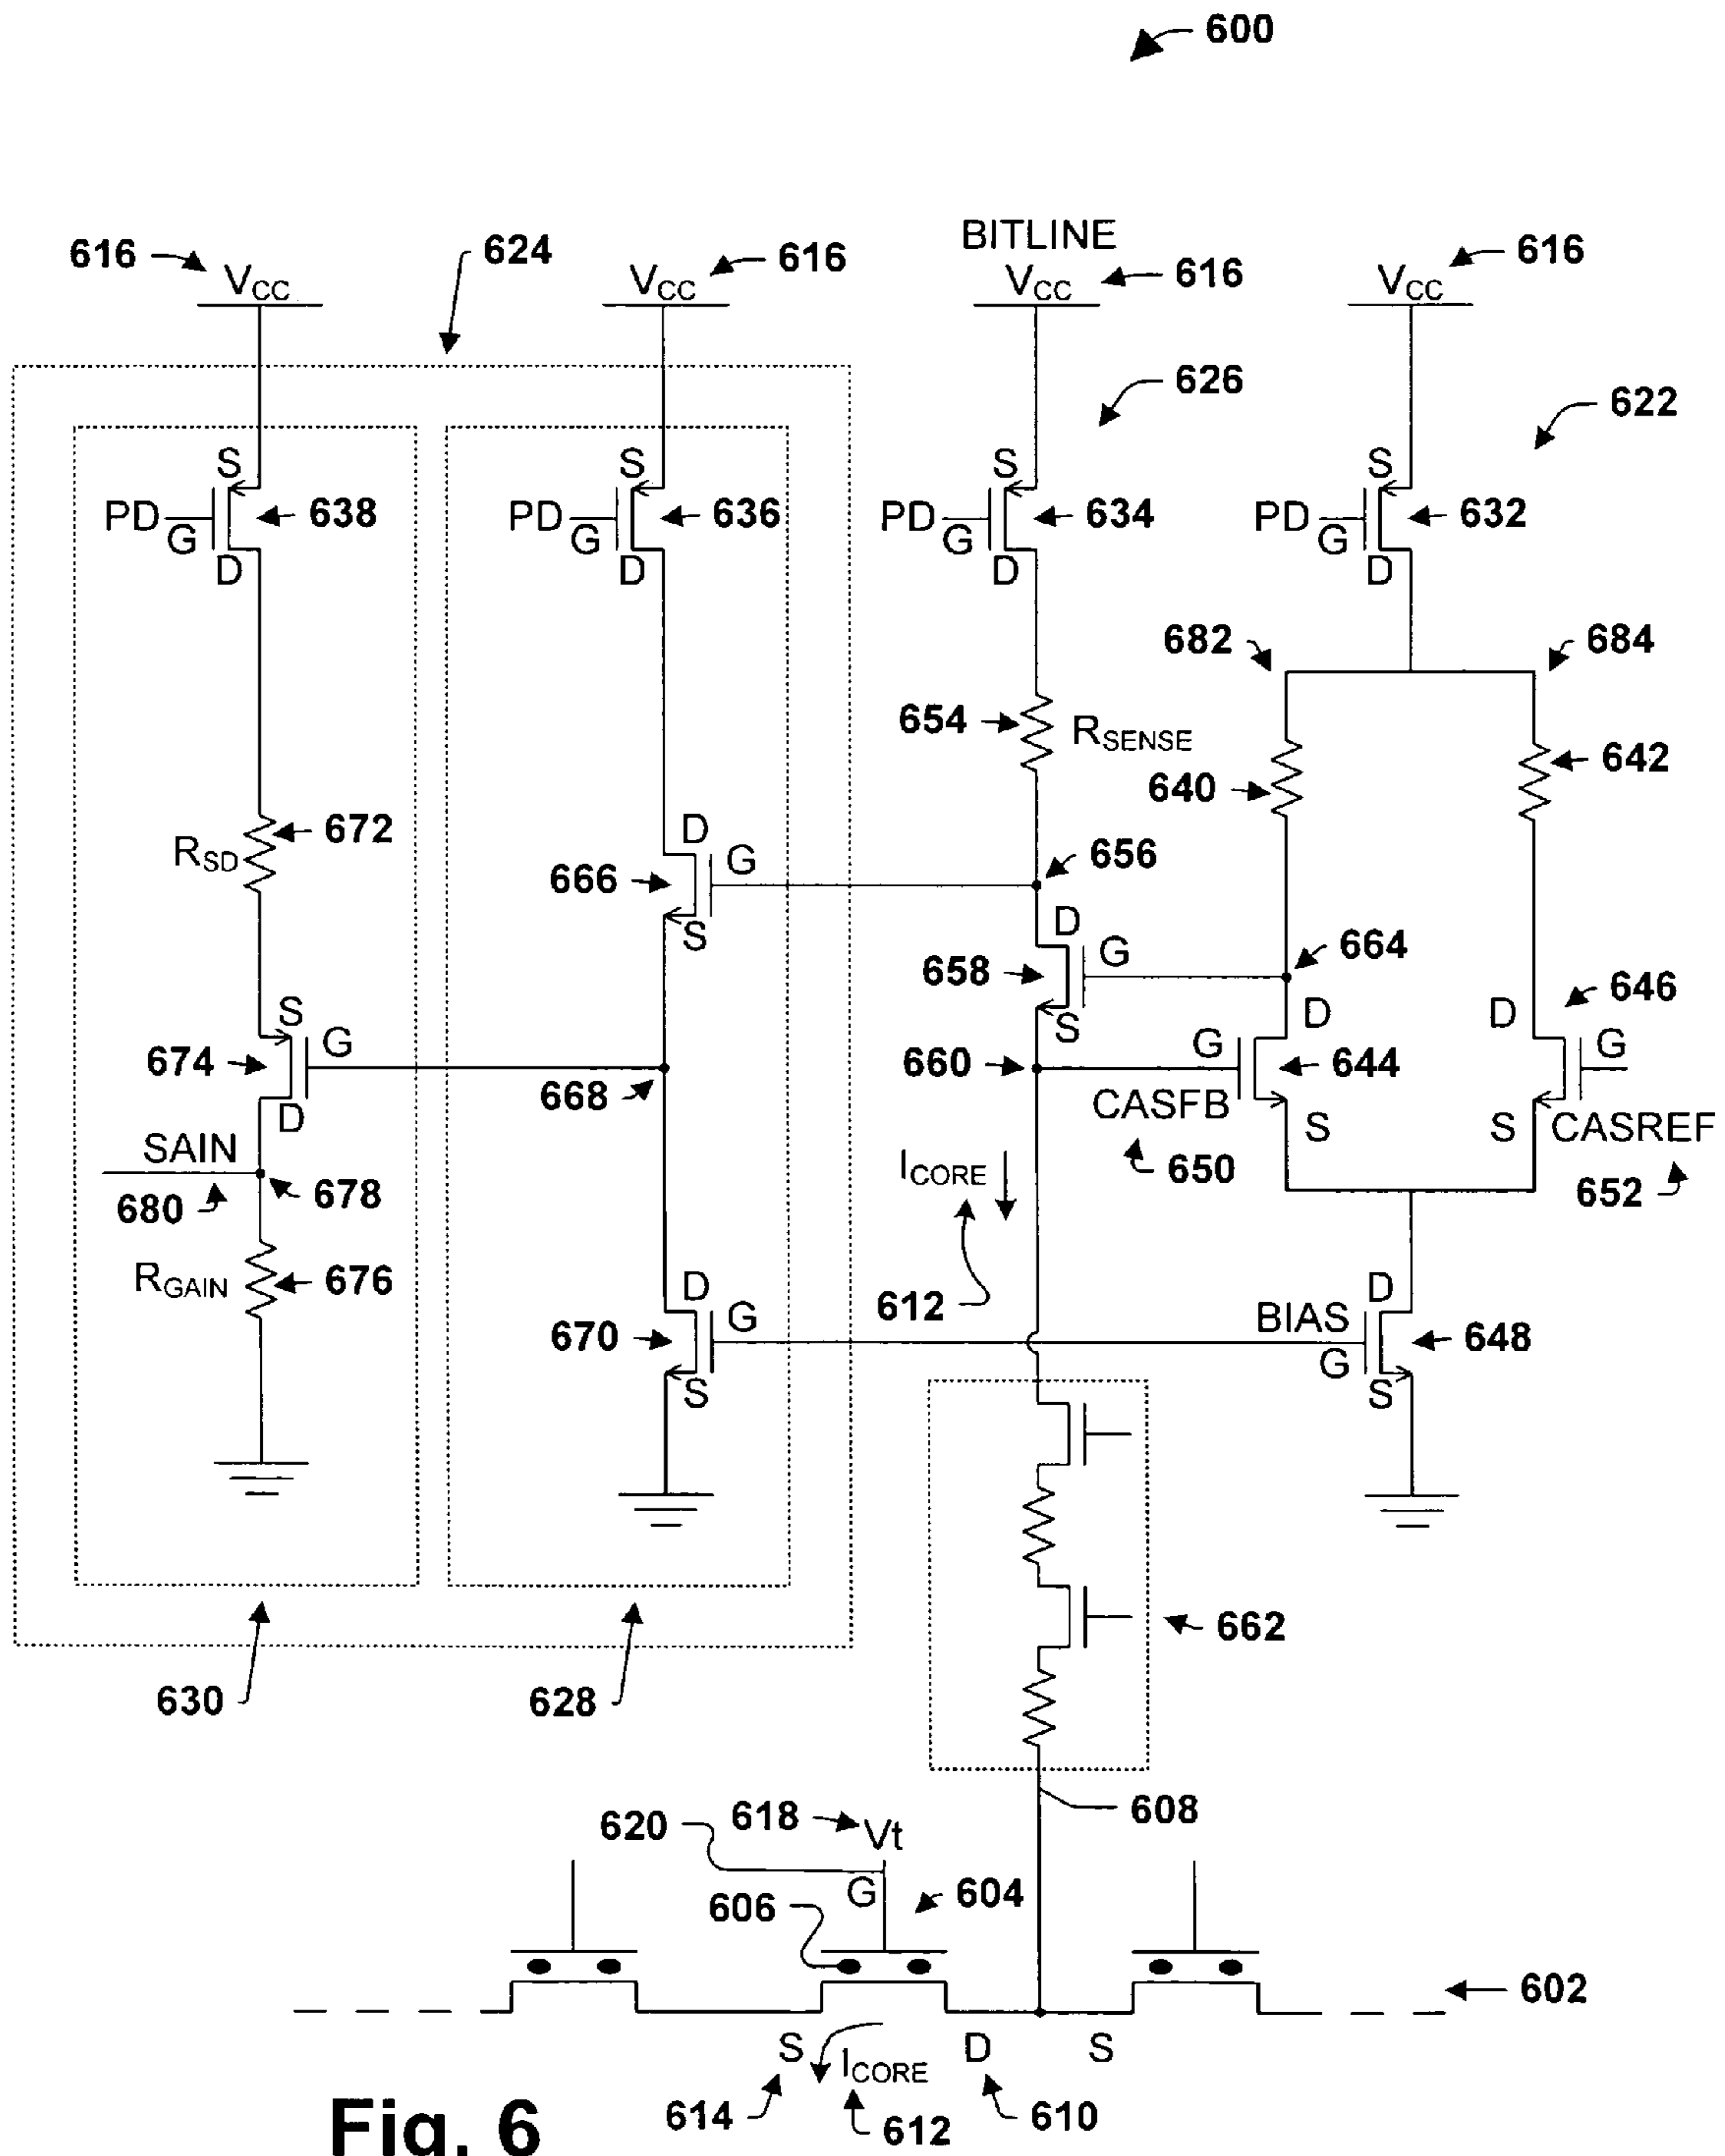 600
BITLINE
616 624 616 616 616
VCC VCC VCC VCC
626 622
S S S S
PD 638 PD 636 PD 634 PD 632
G G G G
D D D D
682 684
654 RSENSE 642
640
672 D 656
RSD 666 G
S D 664
658 G 646
S S D D
674 G 660 G 644 G
668 CASFB S S CASREF
D 650 652
SAIN ICORE
680 678
RGAIN 676 D 612 BIAS D
670 G G 648
S S
662
630 628
618 608
620 Vt
G 604
606
602
S ICORE D S
614 612 610
Fig. 6